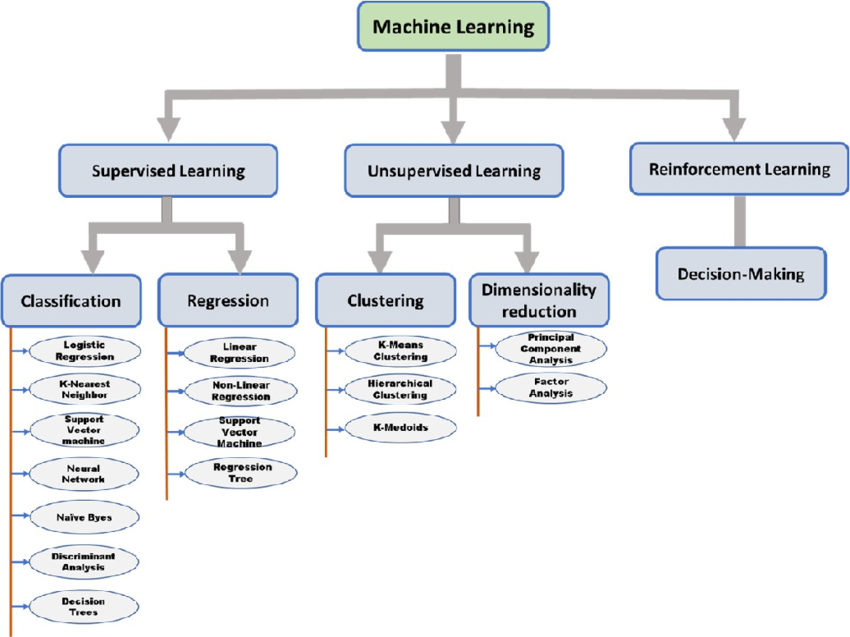 Machine Learning
Supervised Learning
Unsupervised Learning
Reinforcement Learning
Decision-Making
Classification
Regression
Clustering
Dimensionality
reduction
Logistic
Regression
K-Nearest
Neighbor
Support
Vector
machine
Neural
Network
Naïve Byes
Discriminant
Analysis
Decision
Trees
Linear
Regression
Non-Linear
Regression
Support
Vector
Machine
Regression
Tree
K-Means
Clustering
Hierarchical
Clustering
K-Medoids
Principal
Component
Analysis
Factor
Analysis